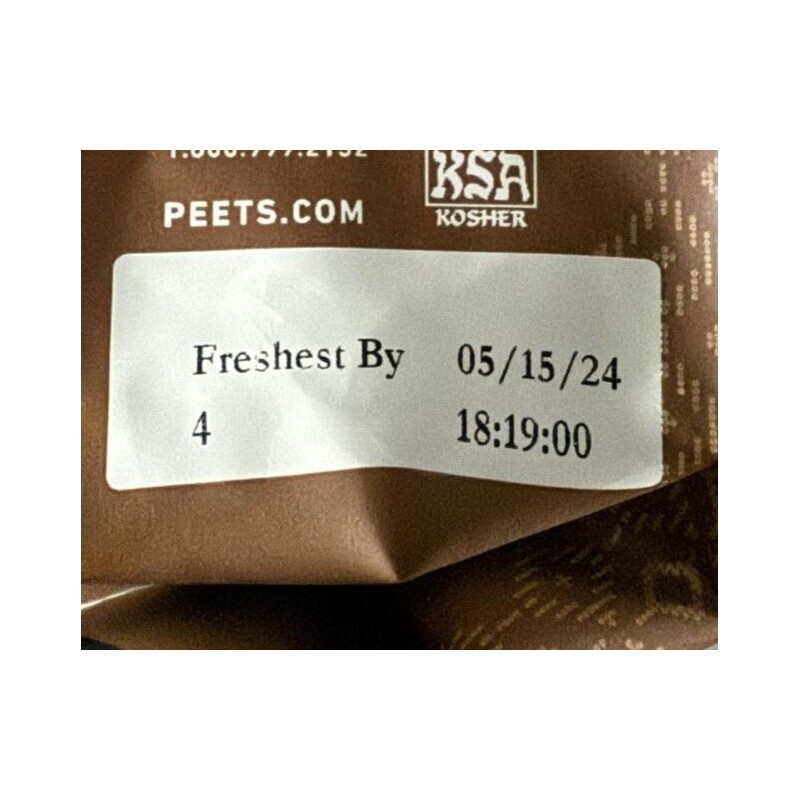 PEETS.COM
KSA
KOSHER
Freshest By 05/15/24
4 18:19:00